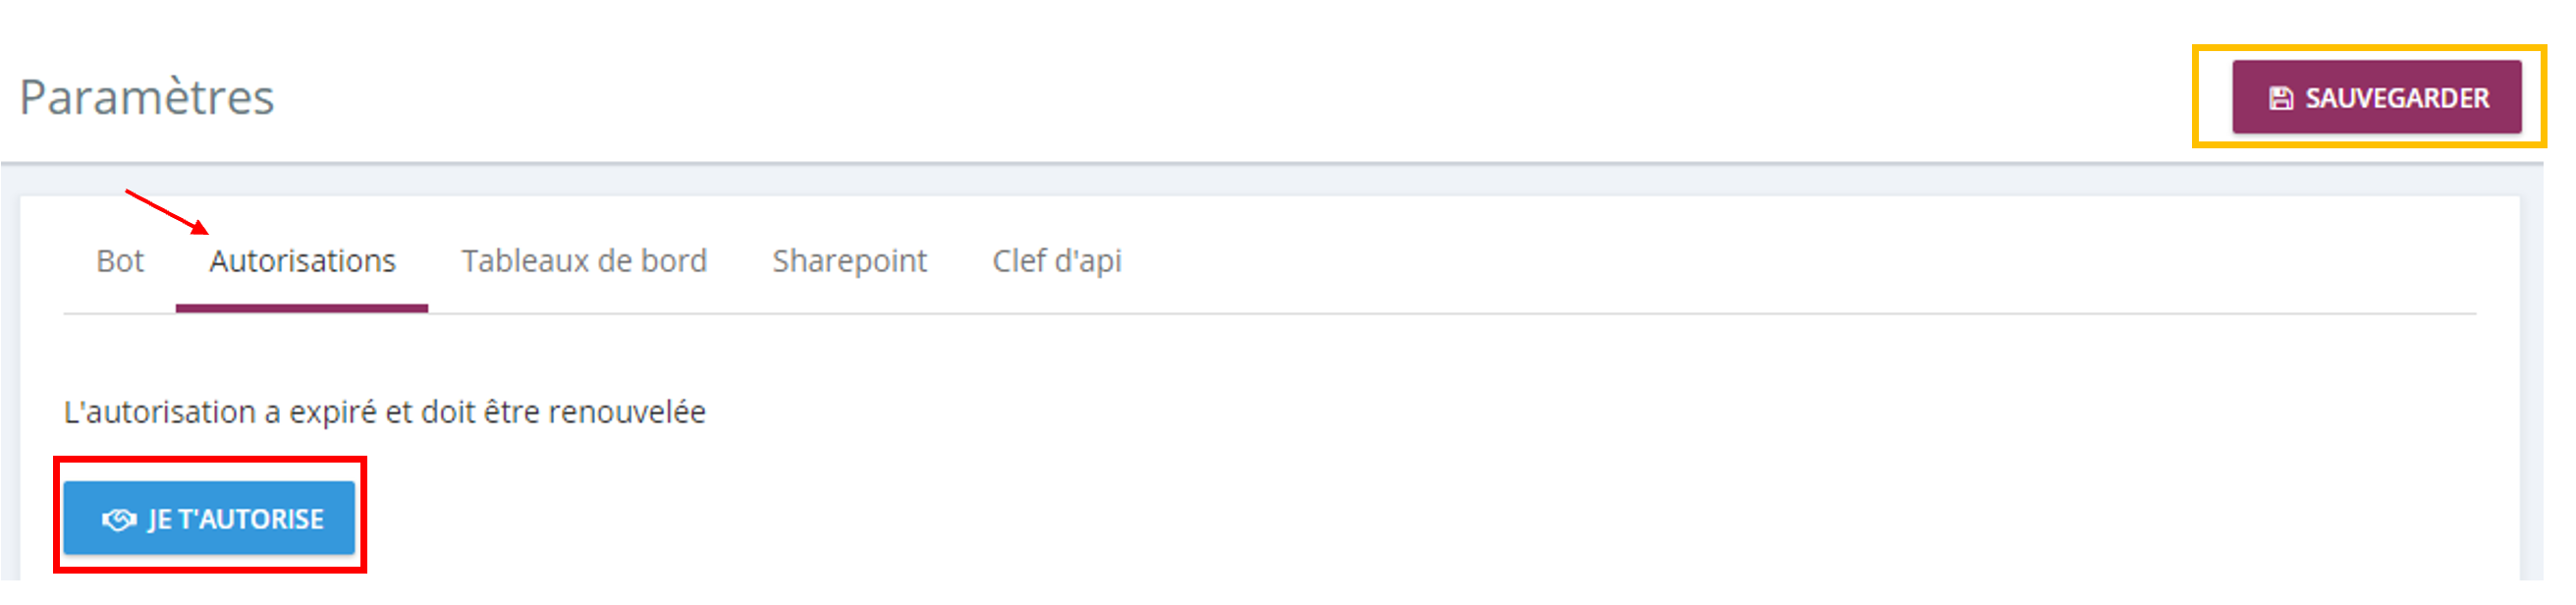 Paramètres
SAUVEGARDER
Bot Autorisations Tableaux de bord Sharepoint Clef d'api
L'autorisation a expiré et doit être renouvelée
JE T'AUTORISE